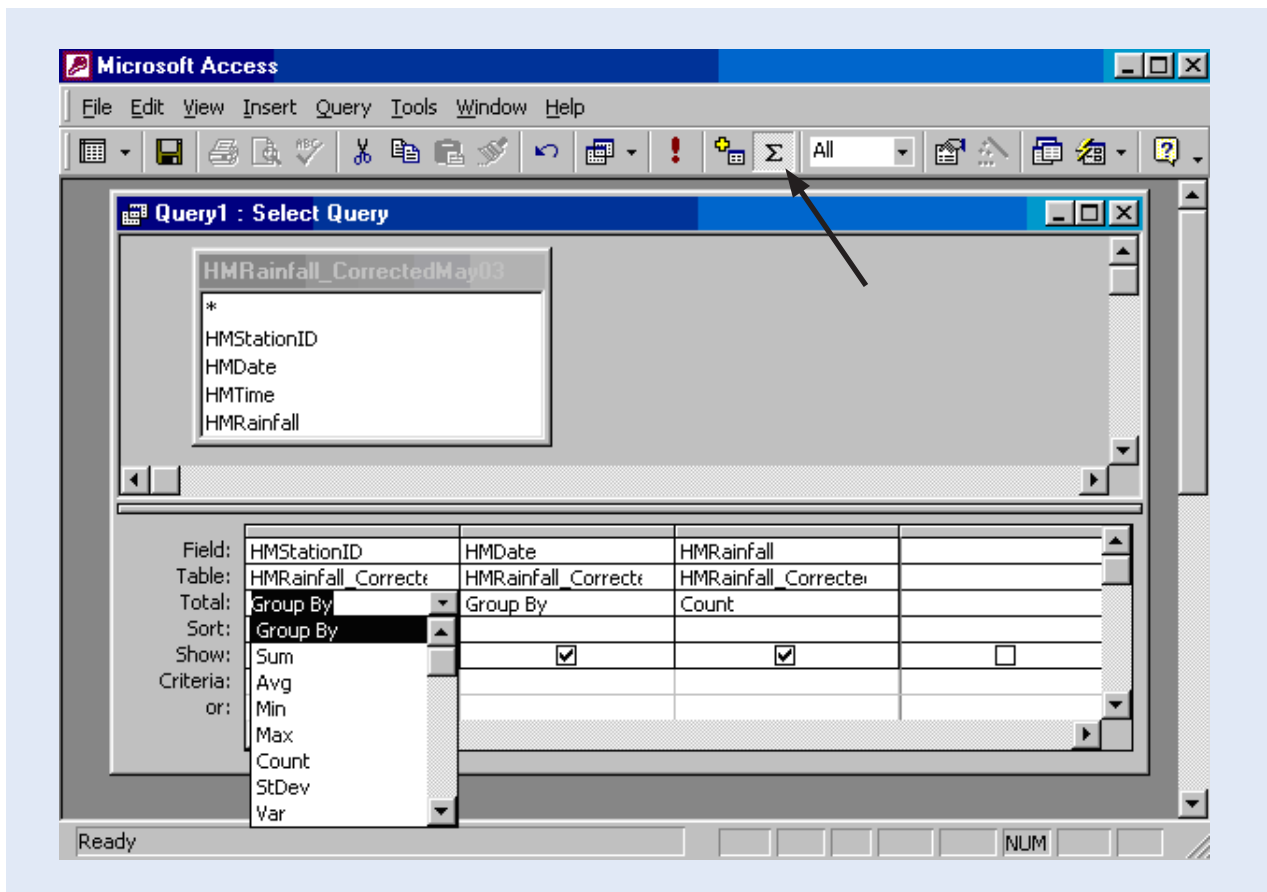 Microsoft Access
File Edit View Insert Query Tools Window Help
ABC Σ All
Query1 : Select Query
HMRainfall_CorrectedMay03
*
HMStationID
HMDate
HMTime
HMRainfall
Field: HMStationID HMDate HMRainfall
Table: HMRainfall_Correcte HMRainfall_Correcte HMRainfall_Correcte
Total: Group By Group By Count
Sort: Group By
Show: Sum
Criteria: Avg
or: Min
Max
Count
StDev
Var
Ready NUM